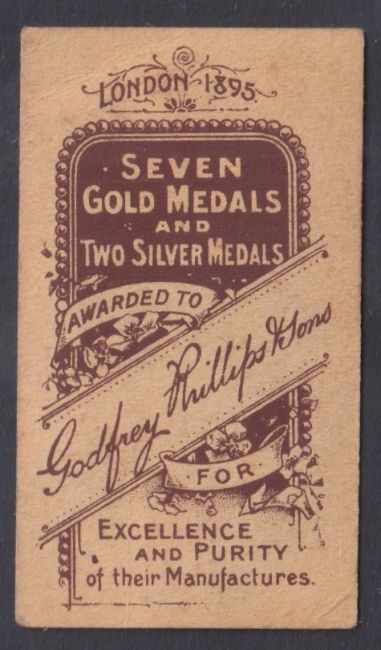 LONDON 1895.
SEVEN
GOLD MEDALS
AND
TWO SILVER MEDALS
AWARDED TO
Godfrey Phillips & Sons
FOR
EXCELLENCE
AND PURITY
of their Manufactures.